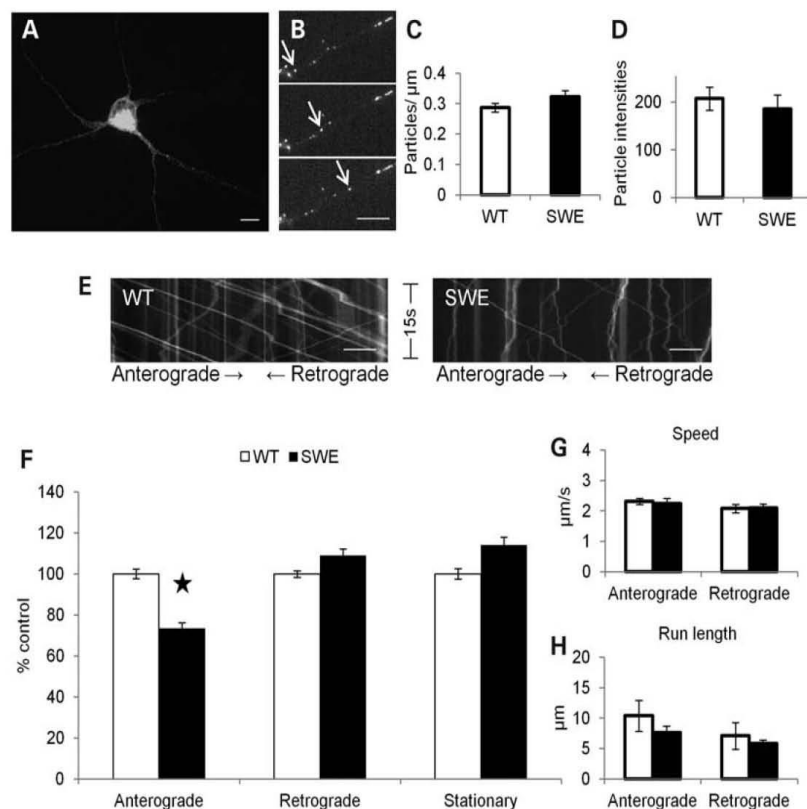 A
B
C
Particles/ µm
0.4
0.3
0.2
0.1
0
WT SWE
D
Particle intensities
200
100
0
WT SWE
E
WT
15s
SWE
Anterograde → ← Retrograde
Anterograde → ← Retrograde
F
WT SWE
% control
140
120
100
80
60
40
20
0
Anterograde Retrograde Stationary
G
Speed
µm/s
4
3
2
1
0
Anterograde Retrograde
H
Run length
µm
20
15
10
5
0
Anterograde Retrograde